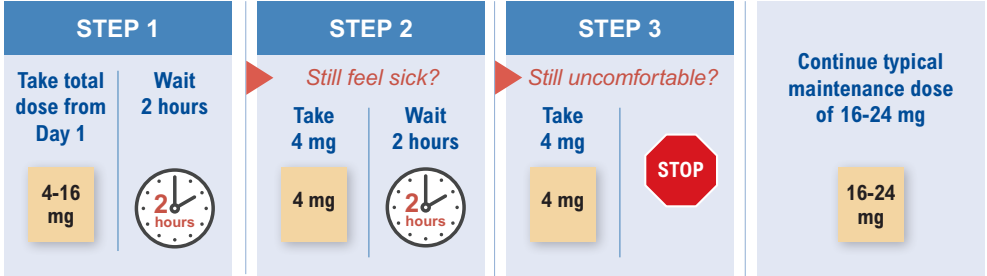 STEP 1
Take total
dose from
Day 1
4-16
mg
Wait
2 hours
2
hours
STEP 2
Still feel sick?
Take
4 mg
4 mg
Wait
2 hours
2
hours
STEP 3
Still uncomfortable?
Take
4 mg
4 mg
STOP
Continue typical
maintenance dose
of 16-24 mg
16-24
mg